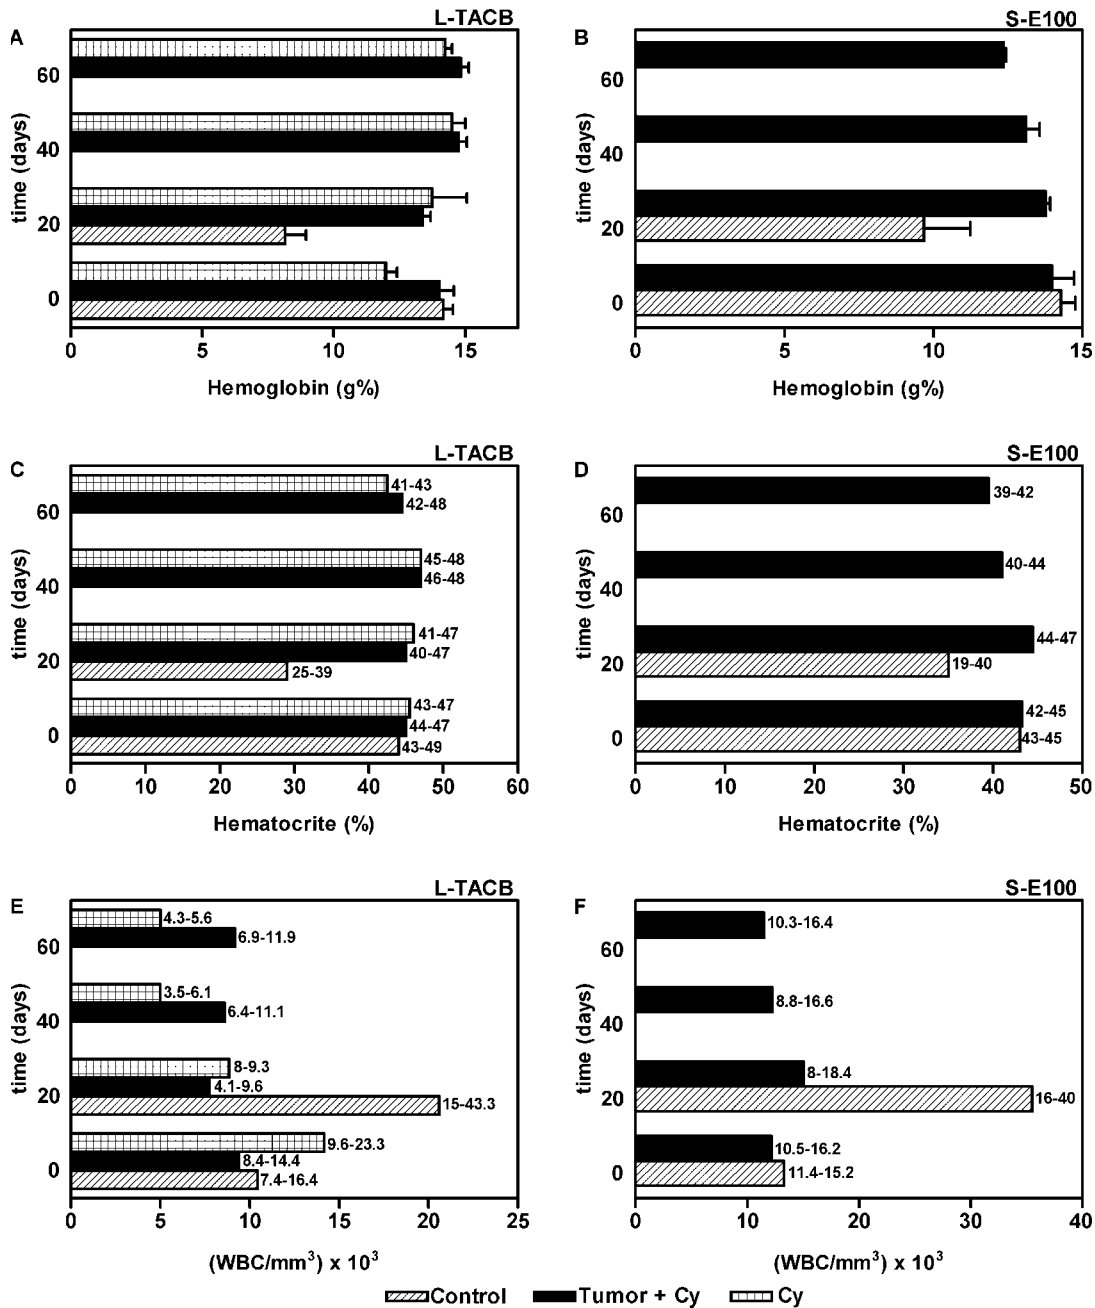 A L-TACB
60
40
20
0
time (days)
0 5 10 15
Hemoglobin (g%)
B S-E100
60
40
20
0
time (days)
0 5 10 15
Hemoglobin (g%)
C L-TACB
41-43
60 42-48
45-48
40 46-48
41-47
40-47
20 25-39
43-47
0 44-47
43-49
time (days)
0 10 20 30 40 50 60
Hematocrite (%)
D S-E100
60 39-42
40 40-44
44-47
20 19-40
42-45
0 43-45
time (days)
0 10 20 30 40 50
Hematocrite (%)
E L-TACB
4.3-5.6
60 6.9-11.9
3.5-6.1
40 6.4-11.1
8-9.3
4.1-9.6
20 15-43.3
9.6-23.3
8.4-14.4
0 7.4-16.4
time (days)
0 5 10 15 20 25
(WBC/mm³) x 10³
F S-E100
10.3-16.4
60
40 8.8-16.6
8-18.4
20 16-40
10.5-16.2
0 11.4-15.2
time (days)
0 10 20 30 40
(WBC/mm³) x 10³
Control Tumor + Cy Cy